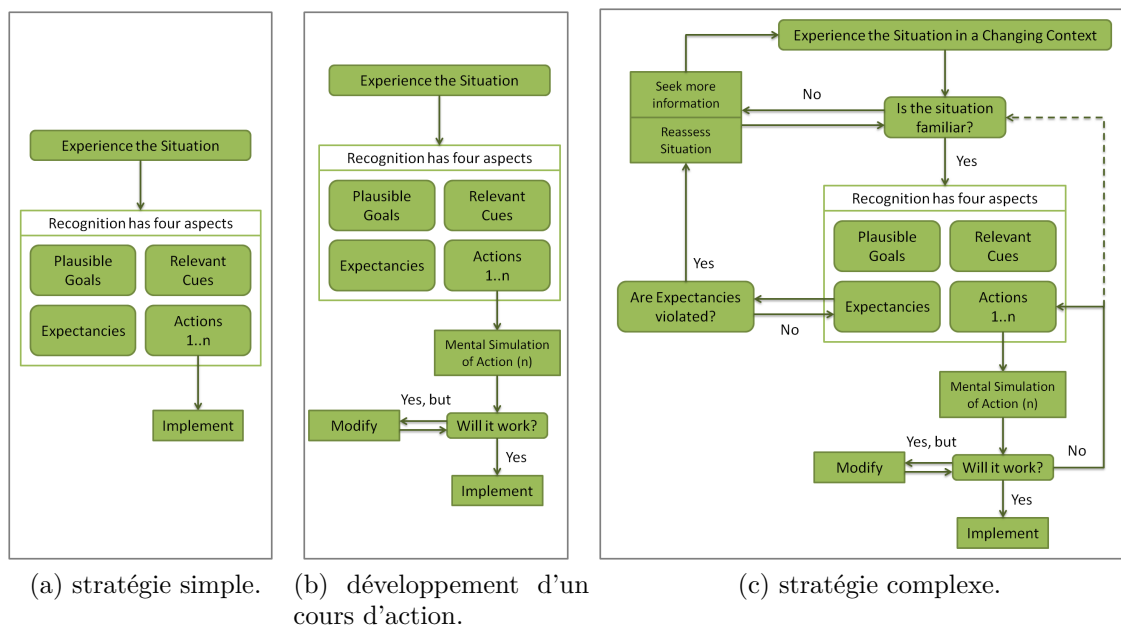 Experience the Situation
Recognition has four aspects
Plausible
Goals
Relevant
Cues
Expectancies
Actions
1..n
Implement
(a) stratégie simple.
Experience the Situation
Recognition has four aspects
Plausible
Goals
Relevant
Cues
Expectancies
Actions
1..n
Mental Simulation
of Action (n)
Yes, but
Modify
Will it work?
Yes
Implement
(b) développement d'un
cours d'action.
Experience the Situation in a Changing Context
Seek more
information
No
Is the situation
familiar?
Reassess
Situation
Yes
Recognition has four aspects
Plausible
Goals
Relevant
Cues
Yes
Are Expectancies
violated?
No
Expectancies
Actions
1..n
Mental Simulation
of Action (n)
Yes, but
No
Modify
Will it work?
Yes
Implement
(c) stratégie complexe.